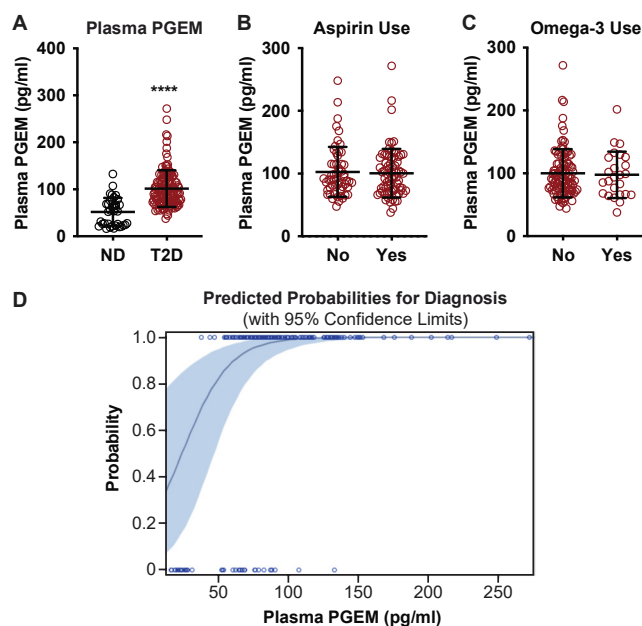 A
Plasma PGEM
Plasma PGEM (pg/ml)
400
300
200
100
0
****
ND
T2D
B
Aspirin Use
Plasma PGEM (pg/ml)
300
200
100
0
No
Yes
C
Omega-3 Use
Plasma PGEM (pg/ml)
300
200
100
0
No
Yes
D
Predicted Probabilities for Diagnosis
(with 95% Confidence Limits)
Probability
1.0
0.8
0.6
0.4
0.2
0
50
100
150
200
250
Plasma PGEM (pg/ml)